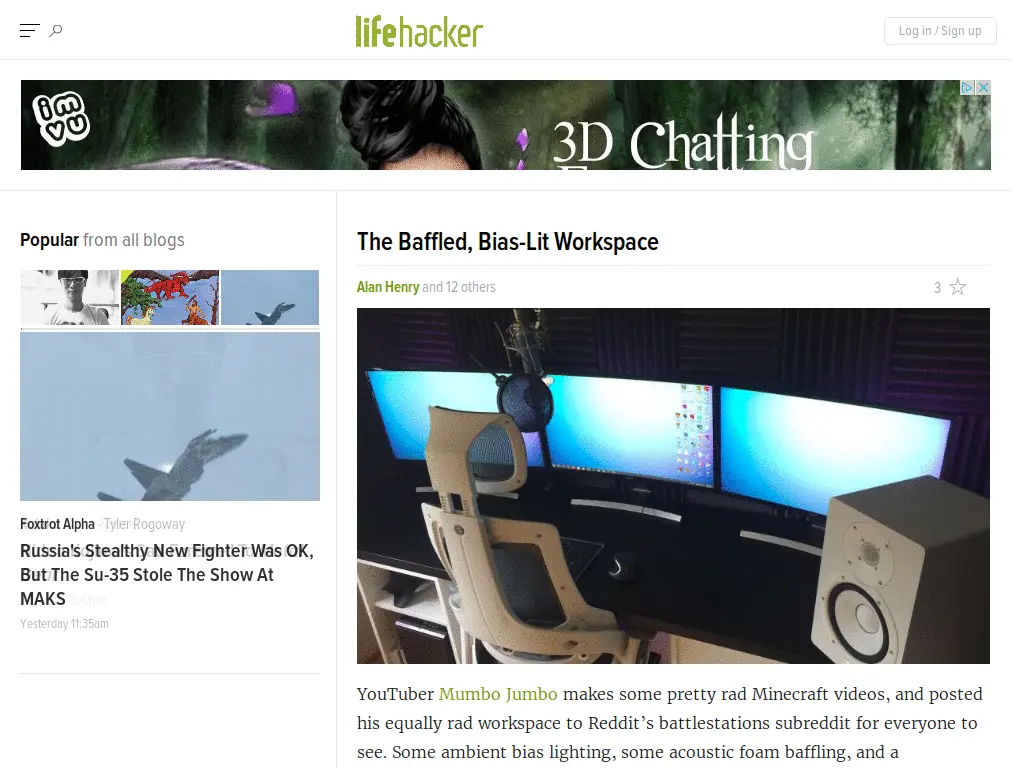 lifehacker
Log in / Sign up
imvu
3D Chatting
Popular from all blogs
The Baffled, Bias-Lit Workspace
Alan Henry and 12 others
3
Foxtrot Alpha Tyler Rogoway
Russia's Stealthy New Fighter Was OK,
But The Su-35 Stole The Show At
MAKS
Yesterday 11:35am
YouTuber Mumbo Jumbo makes some pretty rad Minecraft videos, and posted
his equally rad workspace to Reddit’s battlestations subreddit for everyone to
see. Some ambient bias lighting, some acoustic foam baffling, and a